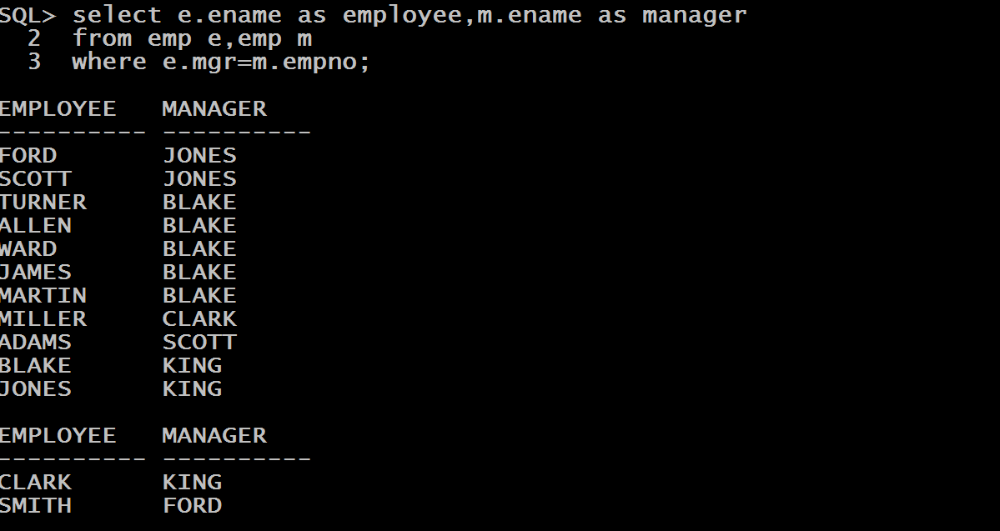 SQL> select e.ename as employee,m.ename as manager
  2  from emp e,emp m
  3  where e.mgr=m.empno;
EMPLOYEE   MANAGER
---------- ----------
FORD       JONES
SCOTT      JONES
TURNER     BLAKE
ALLEN      BLAKE
WARD       BLAKE
JAMES      BLAKE
MARTIN     BLAKE
MILLER     CLARK
ADAMS      SCOTT
BLAKE      KING
JONES      KING
EMPLOYEE   MANAGER
---------- ----------
CLARK      KING
SMITH      FORD